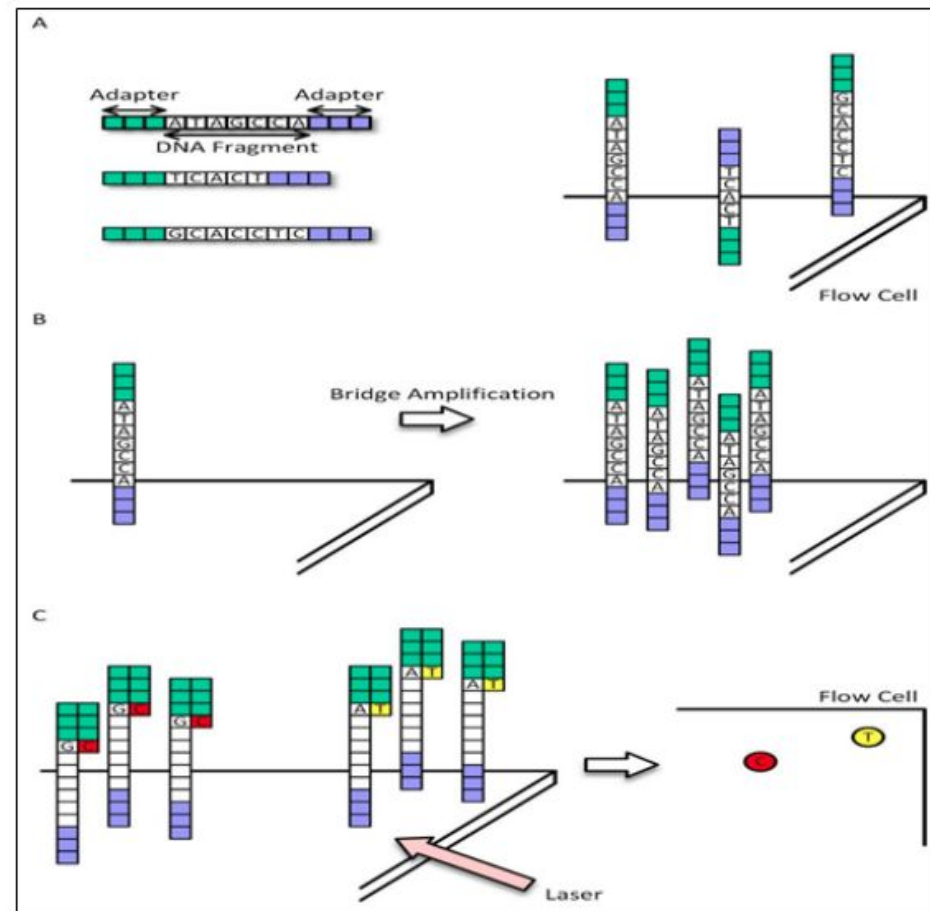 A
Adapter Adapter
ATAGCCA
DNA Fragment
TCACT
GCACCTC
ATAGCCA
TCACT
GCACCTC
Flow Cell
B
Bridge Amplification
ATAGCCA
ATAGCCA
ATAGCCA
ATAGCCA
ATAGCCA
ATAGCCA
C
G C
G C
G C
A T
A T
A T
Flow Cell
C
T
Laser